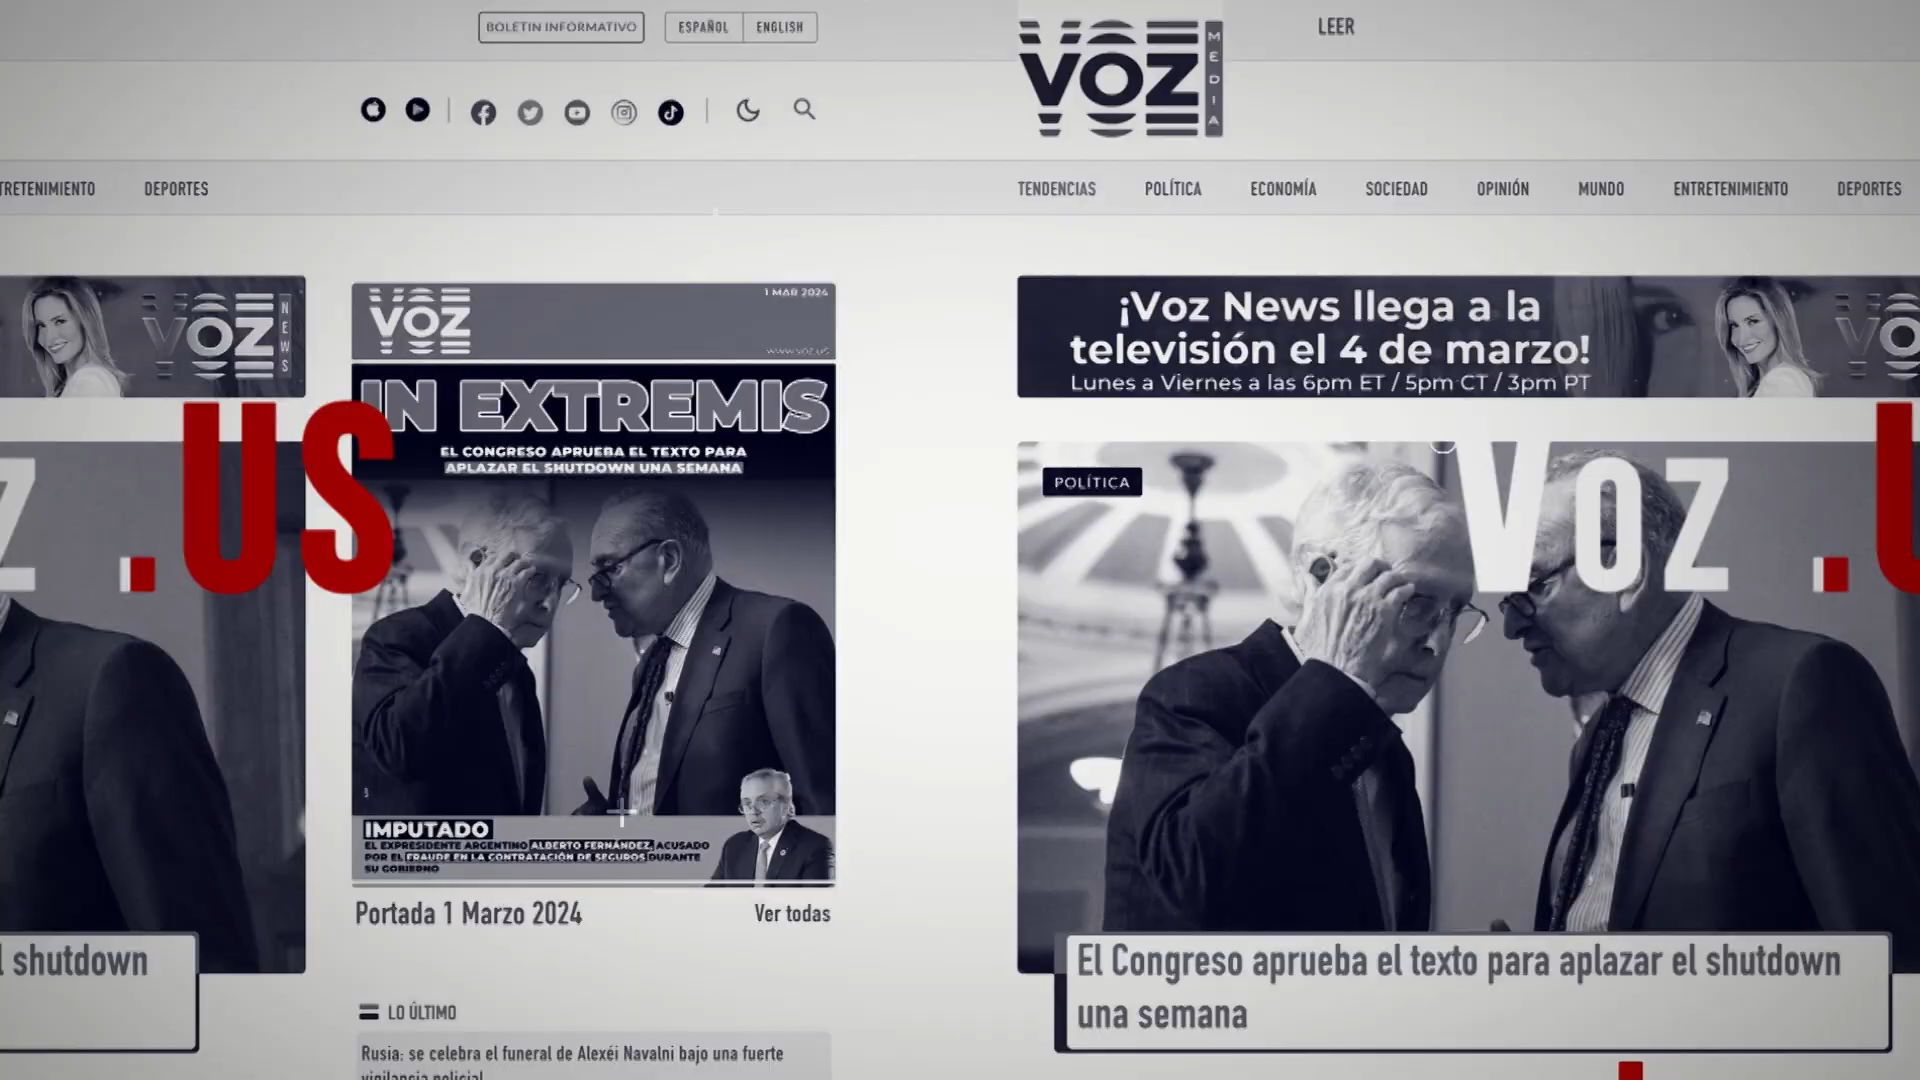 BOLETIN INFORMATIVO
ESPAÑOL
ENGLISH
VOZ
MEDIA
LEER
DEPORTES
TENDENCIAS
POLÍTICA
ECONOMÍA
SOCIEDAD
OPINIÓN
MUNDO
ENTRETENIMIENTO
DEPORTES
VOZ
NEWS
VOZ
1 MAR 2024
www.voz.us
IN EXTREMIS
EL CONGRESO APRUEBA EL TEXTO PARA
APLAZAR EL SHUTDOWN UNA SEMANA
IMPUTADO
EL EXPRESIDENTE ARGENTINO ALBERTO FERNÁNDEZ, ACUSADO
POR EL FRAUDE EN LA CONTRATACIÓN DE SEGUROS DURANTE
SU GOBIERNO
Portada 1 Marzo 2024
Ver todas
LO ÚLTIMO
Rusia: se celebra el funeral de Alexéi Navalni bajo una fuerte
vigilancia policial
¡Voz News llega a la
televisión el 4 de marzo!
Lunes a Viernes a las 6pm ET / 5pm CT / 3pm PT
POLÍTICA
.US
Voz .U
shutdown
El Congreso aprueba el texto para aplazar el shutdown
una semana